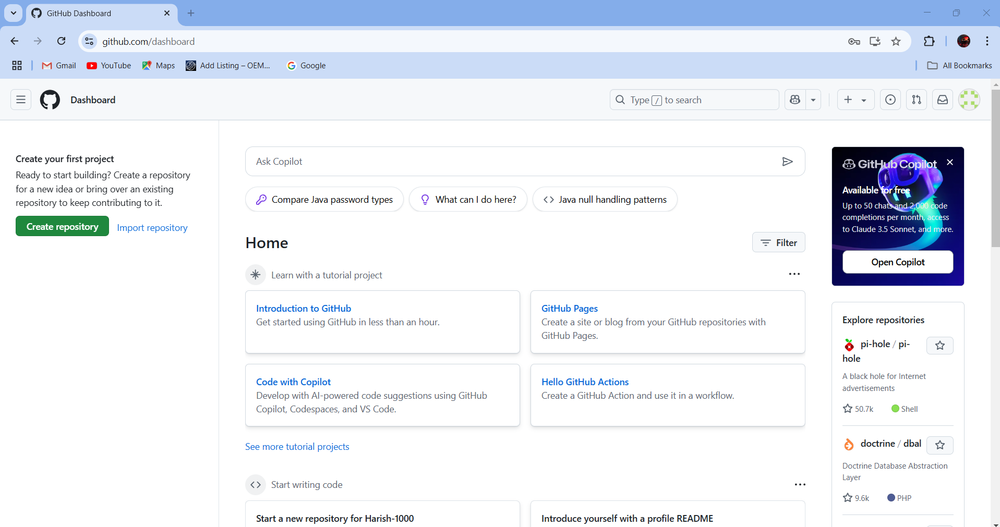 GitHub Dashboard
github.com/dashboard
Gmail
YouTube
Maps
Add Listing – OEM...
Google
All Bookmarks
Dashboard
Type / to search
Create your first project
Ready to start building? Create a repository
for a new idea or bring over an existing
repository to keep contributing to it.
Create repository
Import repository
Ask Copilot
Compare Java password types
What can I do here?
Java null handling patterns
Home
Filter
Learn with a tutorial project
Introduction to GitHub
Get started using GitHub in less than an hour.
GitHub Pages
Create a site or blog from your GitHub repositories with
GitHub Pages.
Code with Copilot
Develop with AI-powered code suggestions using GitHub
Copilot, Codespaces, and VS Code.
Hello GitHub Actions
Create a GitHub Action and use it in a workflow.
See more tutorial projects
Start writing code
Start a new repository for Harish-1000
Introduce yourself with a profile README
GitHub Copilot
Available for free
Up to 50 chats and 2,000 code
completions per month, access
to Claude 3.5 Sonnet, and more.
Open Copilot
Explore repositories
pi-hole / pi-
hole
A black hole for Internet
advertisements
50.7k
Shell
doctrine / dbal
Doctrine Database Abstraction
Layer
9.6k
PHP